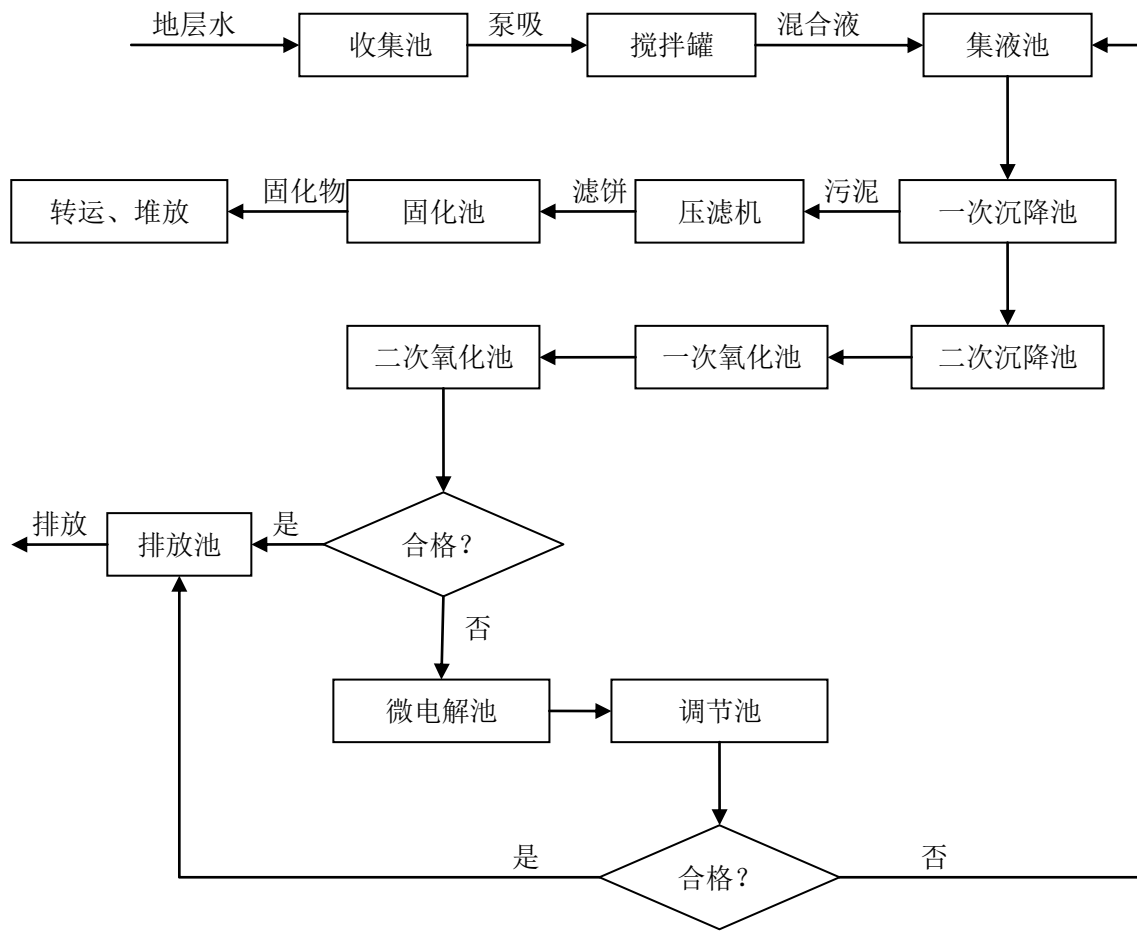 地层水
收集池
泵吸
搅拌罐
混合液
集液池
转运、堆放
固化物
固化池
滤饼
压滤机
污泥
一次沉降池
二次氧化池
一次氧化池
二次沉降池
排放
排放池
是
合格？
否
微电解池
调节池
是
合格？
否